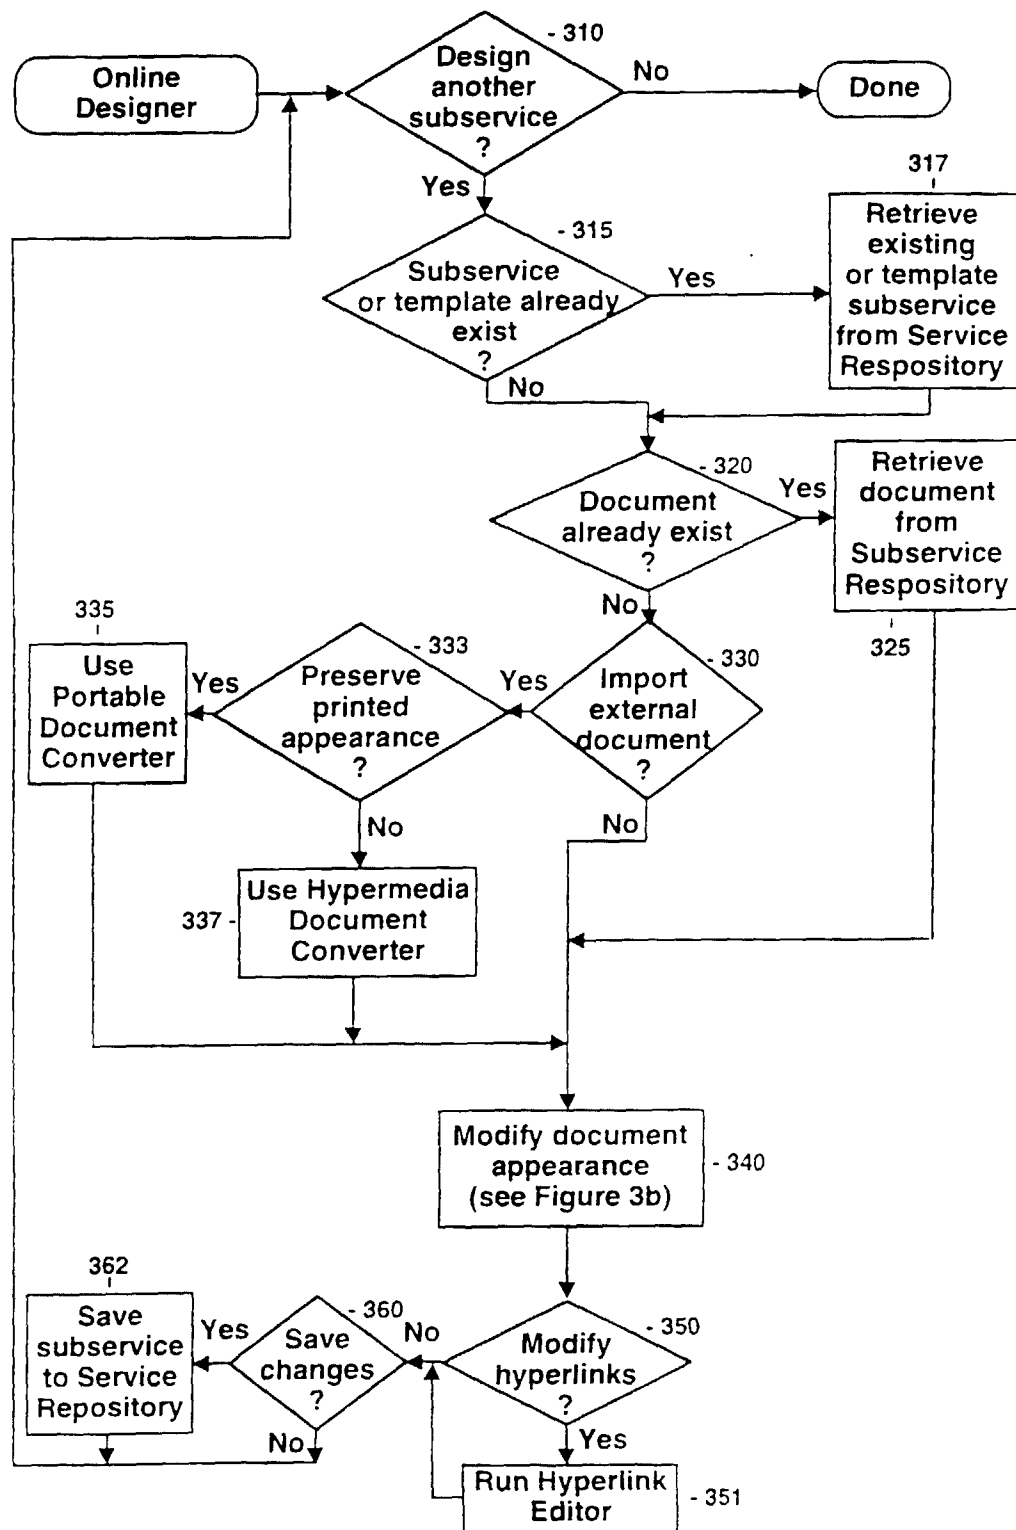 Online
Designer
- 310
Design
another
subservice
?
No
Done
Yes
- 315
Subservice
or template already
exist
?
Yes
317
Retrieve
existing
or template
subservice
from Service
Respository
No
- 320
Document
already exist
?
Yes
Retrieve
document
from
Subservice
Respository
325
No
- 330
Import
external
document
?
Yes
- 333
Preserve
printed
appearance
?
Yes
335
Use
Portable
Document
Converter
No
No
337 -
Use Hypermedia
Document
Converter
Modify document
appearance
(see Figure 3b)
- 340
- 350
Modify
hyperlinks
?
No
- 360
Save
changes
?
Yes
362
Save
subservice
to Service
Repository
No
Yes
Run Hyperlink
Editor
- 351